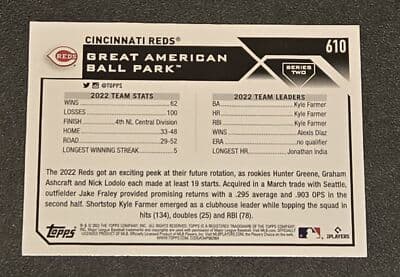 CINCINNATI REDS®
610
REDS
GREAT AMERICAN
BALL PARK™
SERIES
TWO
@TOPPS
2022 TEAM STATS
WINS 62
LOSSES 100
FINISH 4th NL Central Division
HOME 33-48
ROAD 29-52
LONGEST WINNING STREAK 5
2022 TEAM LEADERS
BA Kyle Farmer
HR Kyle Farmer
RBI Kyle Farmer
WINS Alexis Diaz
ERA no qualifier
LONGEST HR Jonathan India
The 2022 Reds got an exciting peek at their future rotation, as rookies Hunter Greene, Graham
Ashcraft and Nick Lodolo each made at least 19 starts. Acquired in a March trade with Seattle,
outfielder Jake Fraley provided promising returns with a .295 average and .903 OPS in the
second half. Shortstop Kyle Farmer emerged as a clubhouse leader while topping the squad in
hits (134), doubles (25) and RBI (78).
Topps
PLAYERS